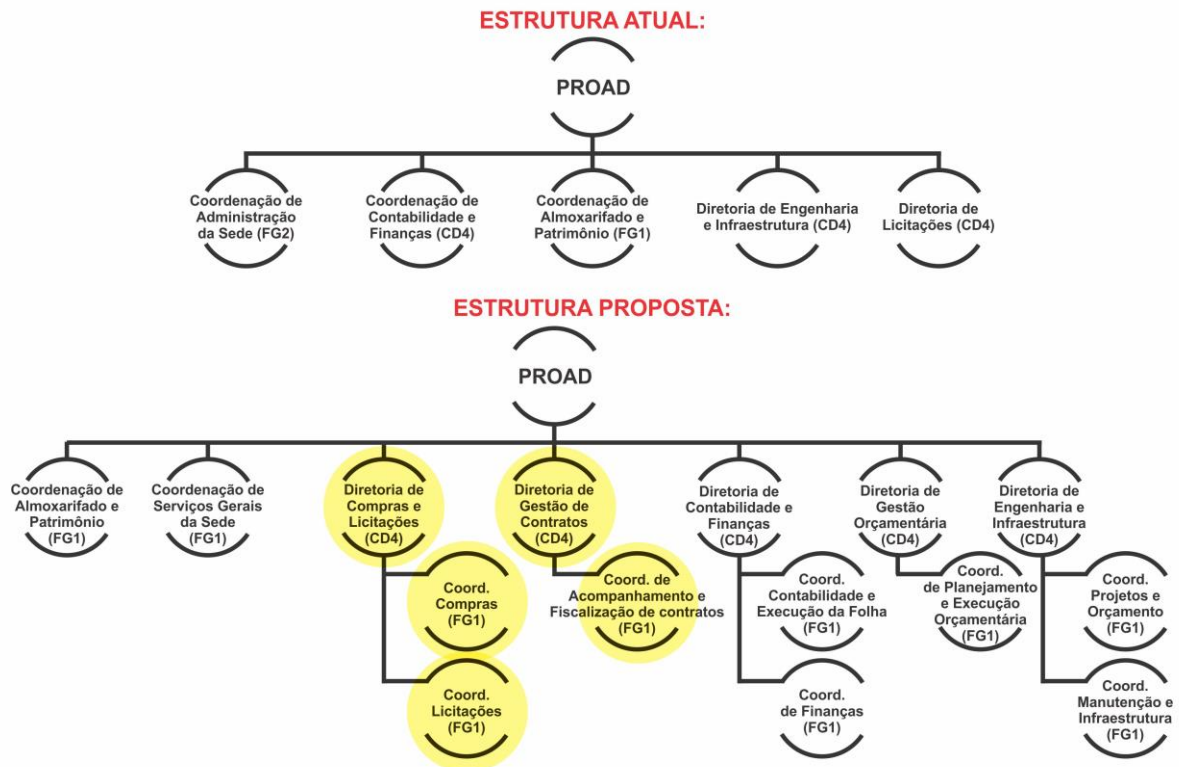 ESTRUTURA ATUAL:
PROAD
Coordenação de
Administração
da Sede (FG2)
Coordenação de
Contabilidade e
Finanças (CD4)
Coordenação de
Almoxarifado e
Patrimônio (FG1)
Diretoria de Engenharia
e Infraestrutura (CD4)
Diretoria de
Licitações (CD4)
ESTRUTURA PROPOSTA:
PROAD
Coordenação de
Almoxarifado e
Patrimônio
(FG1)
Coordenação de
Serviços Gerais
da Sede
(FG1)
Diretoria de
Compras e
Licitações
(CD4)
Diretoria de
Gestão de
Contratos
(CD4)
Diretoria de
Contabilidade e
Finanças
(CD4)
Diretoria de
Gestão
Orçamentária
(CD4)
Diretoria de
Engenharia e
Infraestrutura
(CD4)
Coord.
Compras
(FG1)
Coord. de
Acompanhamento e
Fiscalização de contratos
(FG1)
Coord.
Contabilidade e
Execução da Folha
(FG1)
Coord.
de Planejamento
e Execução
Orçamentária
(FG1)
Coord.
Projetos e
Orçamento
(FG1)
Coord.
Licitações
(FG1)
Coord.
de Finanças
(FG1)
Coord.
Manutenção e
Infraestrutura
(FG1)